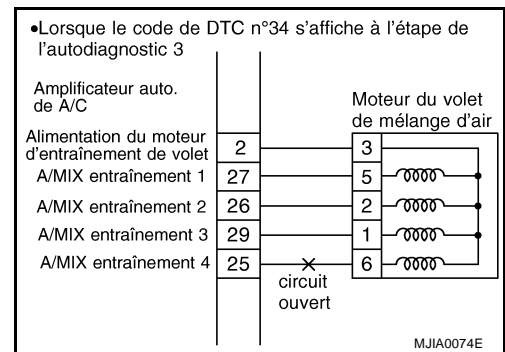 •Lorsque le code de DTC n°34 s'affiche à l'étape de
l'autodiagnostic 3
Amplificateur auto.
de A/C
Moteur du volet
de mélange d'air
Alimentation du moteur
d'entraînement de volet
2
3
A/MIX entraînement 1
27
5
A/MIX entraînement 2
26
2
A/MIX entraînement 3
29
1
A/MIX entraînement 4
25
6
circuit
ouvert
MJIA0074E